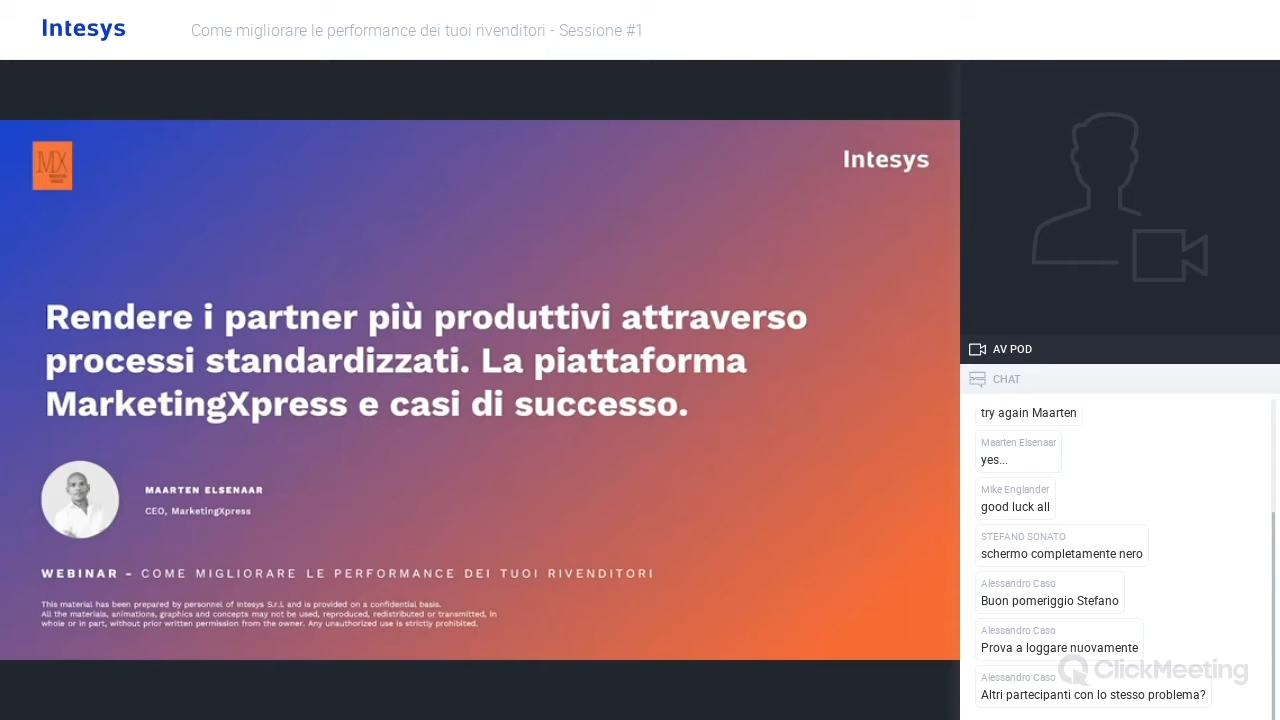 Intesys
Come migliorare le performance dei tuoi rivenditori - Sessione #1
MX
Intesys
Rendere i partner più produttivi attraverso
processi standardizzati. La piattaforma
MarketingXpress e casi di successo.
MAARTEN ELSENAAR
CEO, MarketingXpress
WEBINAR – COME MIGLIORARE LE PERFORMANCE DEI TUOI RIVENDITORI
This material has been prepared by personnel of Intesys S.r.l. and is provided on a confidential basis.
All the materials, animations, graphics and concepts may not be used, reproduced, redistributed or transmitted, in
whole or in part, without prior written permission from the owner. Any unauthorized use is strictly prohibited.
AV POD
CHAT
try again Maarten
Maarten Elsenaar
yes...
Mike Englander
good luck all
STEFANO SONATO
schermo completamente nero
Alessandro Caso
Buon pomeriggio Stefano
Alessandro Caso
Prova a loggare nuovamente
Alessandro Caso
Altri partecipanti con lo stesso problema?
ClickMeeting